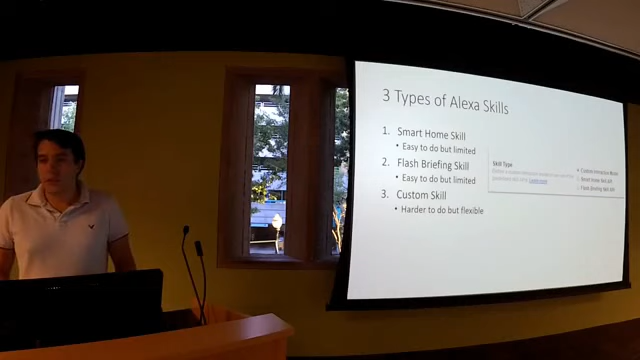 3 Types of Alexa Skills
1. Smart Home Skill
• Easy to do but limited
2. Flash Briefing Skill
• Easy to do but limited
3. Custom Skill
• Harder to do but flexible
Skill Type
Custom Interaction Model
Smart Home Skill API
Flash Briefing Skill API